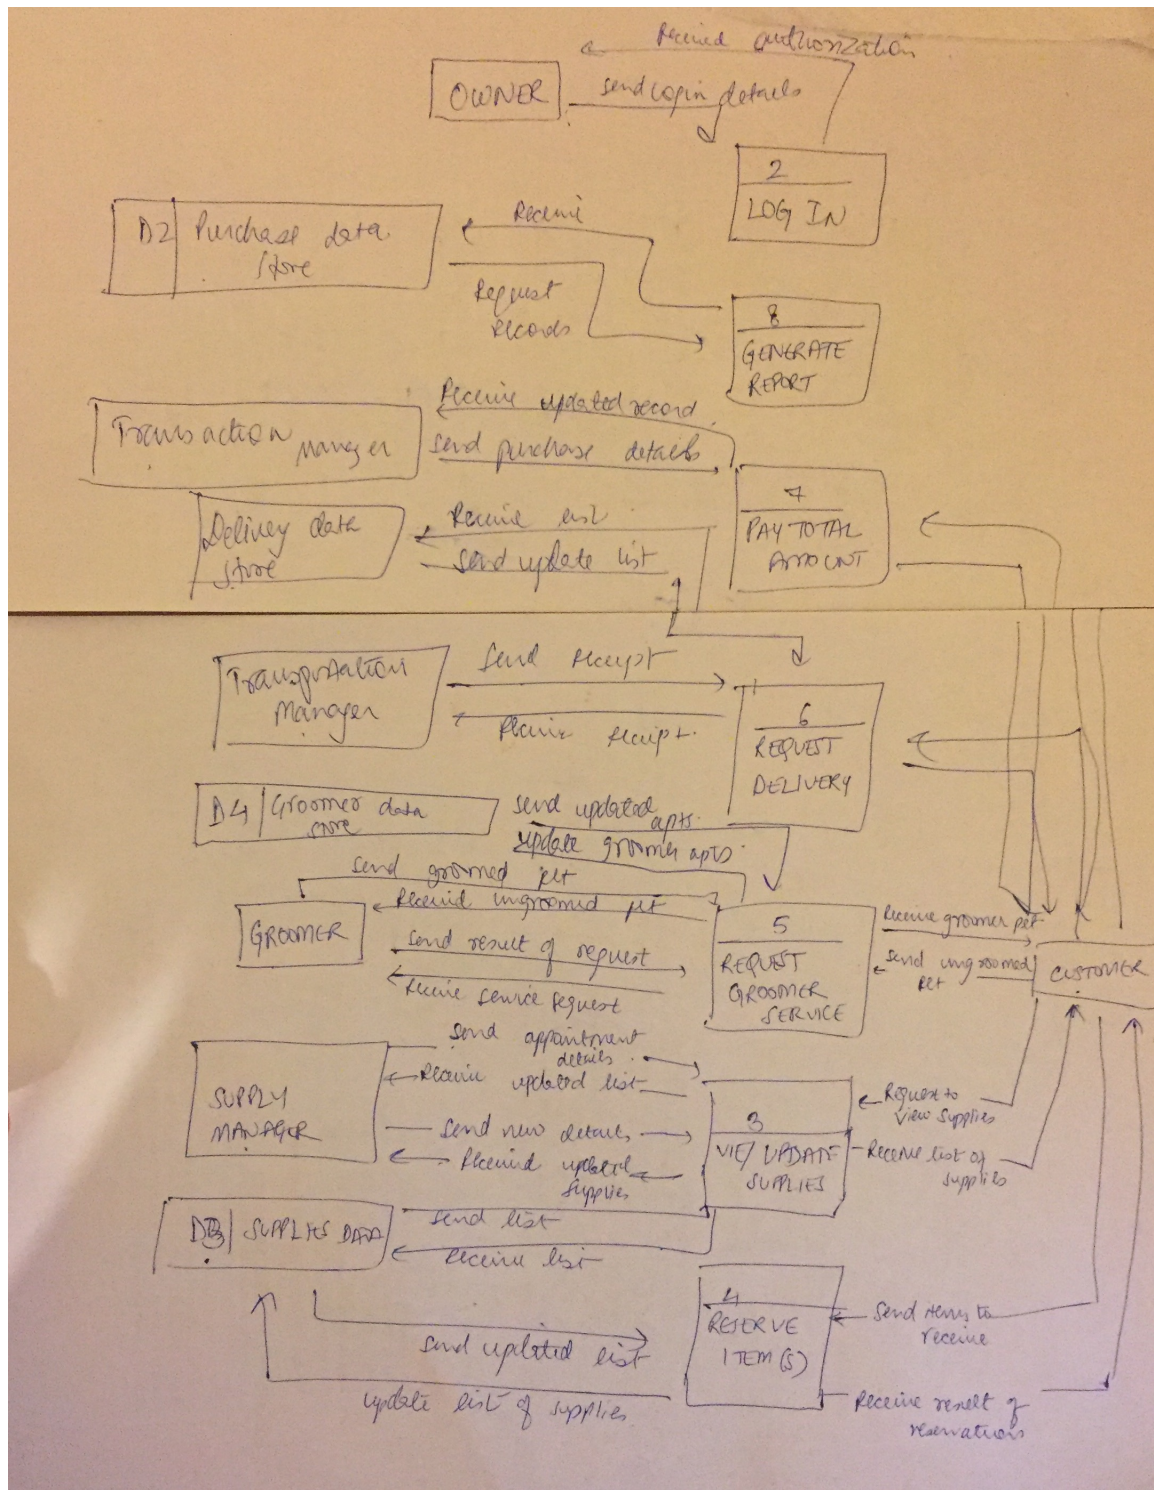 Received authorization
OWNER
send login details
2
LOG IN
D2 Purchase data
store
Receive
Request
records
8
GENERATE
REPORT
Transaction
Manager
Receive updated record
send purchase details
7
PAY TOTAL
AMOUNT
Delivey data
store
Receive list
Send update list
Transportation
Manager
Send receipt
Receive receipt.
6
REQUEST
DELIVERY
D4 Groomer data
store
send updated
apts.
update groomer apts.
send groomed pet
Received ungroomed pet
GROOMER
send result of request
Receive service request
5
REQUEST
GROOMER
SERVICE
Receive groomer pet
send ungroomed
pet
CUSTOMER
send appointment
details
Receive updated list
SUPPLY
MANAGER
send new details
Received updated
supplies
3
VIE/UPDATE
SUPPLIES
Request to
view supplies
Receive list of
supplies
SUPPLIES DATA
send list
receive list
4
RESERVE
ITEM(S)
Send items to
receive
send updated list
update list of supplies
Receive result of
reservations